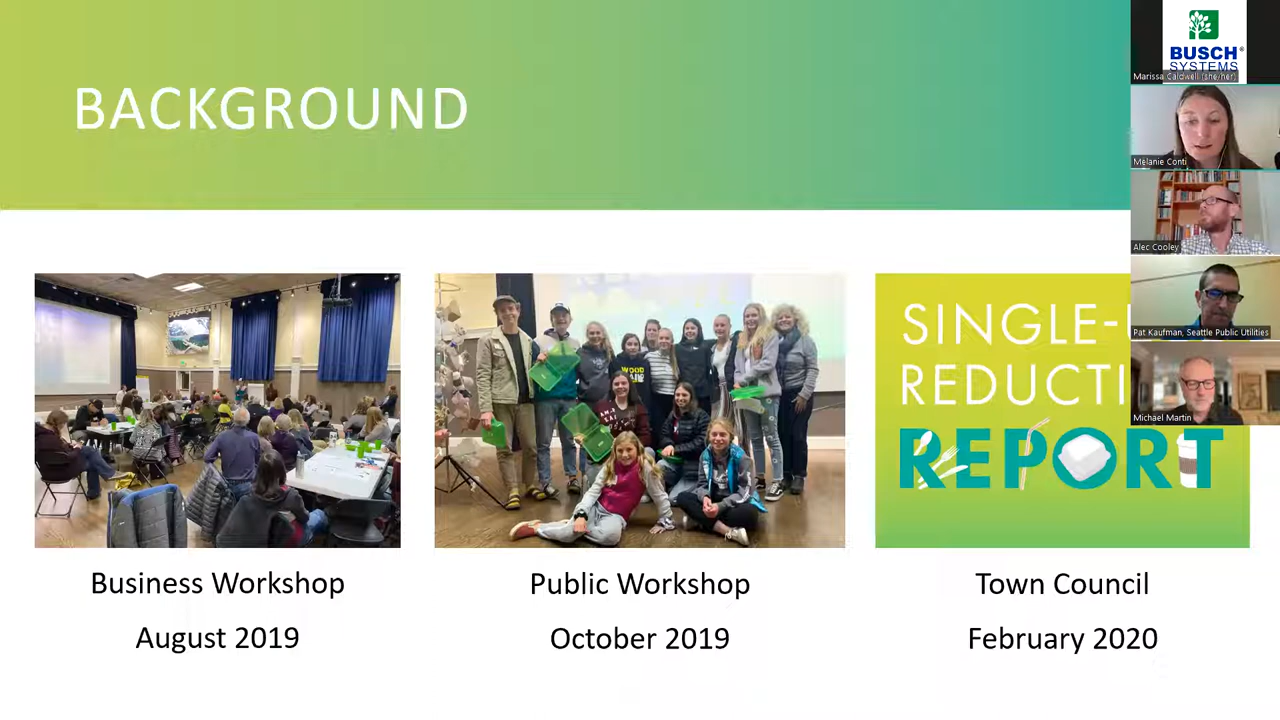 BACKGROUND
BUSCH
SYSTEMS
Marissa Caldwell (she/her)
Melanie Conti
Alec Cooley
Pat Kaufman, Seattle Public Utilities
Michael Martin
SINGLE-
REDUCTI
REPORT
Business Workshop
August 2019
Public Workshop
October 2019
Town Council
February 2020